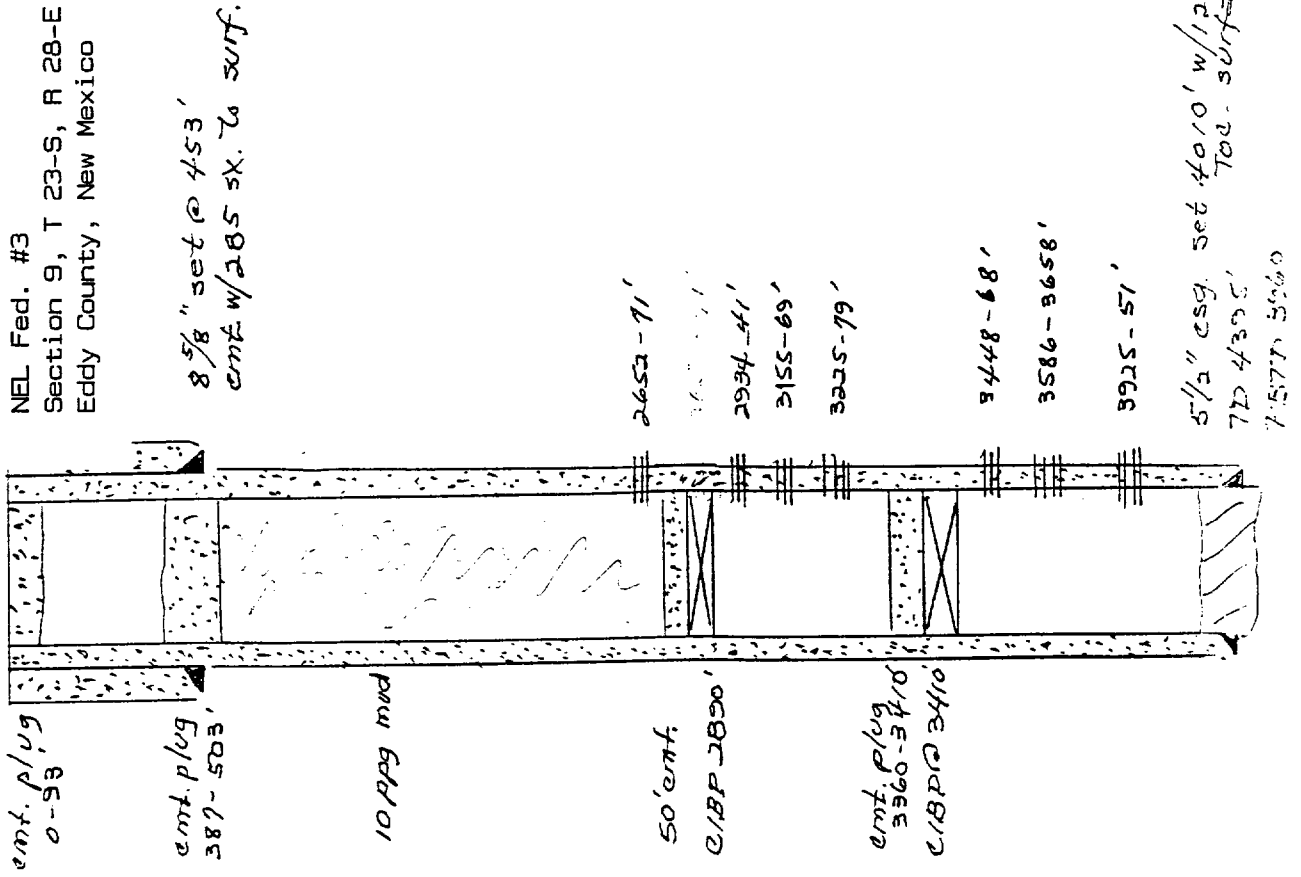 NEL Fed. #3
Section 9, T 23-S, R 28-E
Eddy County, New Mexico
8 5/8" set @ 453'
cmt. w/285 sx. To surf.
cmt. plug
0-93'
cmt. plug
387-503'
10 ppg mud
50' cmt.
CIBP 2890'
cmt. plug
3360-3410'
CIBP@ 3410'
2652-71'
2934-41'
3155-69'
3225-79'
3448-68'
3586-3658'
3925-51'
5 1/2" csg. set 4010' w/12
TOC - surf
TD 4395'